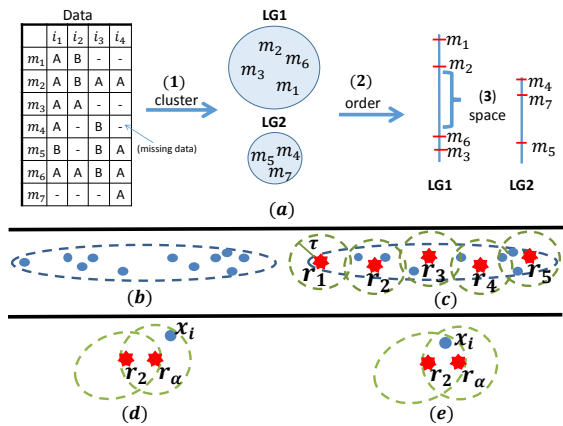 Data
i₁ i₂ i₃ i₄
m₁ A B - -
m₂ A B A A
m₃ A A - -
m₄ A - B -
m₅ B - B A
m₆ A A B A
m₇ - - - A
(missing data)
(1)
cluster
LG1
m₂
m₆
m₃
m₁
LG2
m₅ m₄
m₇
(2)
order
m₁
m₂
(3)
space
m₆
m₃
LG1
m₄
m₇
m₅
LG2
(a)
(b)
τ
r₁ r₂ r₃ r₄ r₅
(c)
xᵢ
r₂ rα
(d)
xᵢ
r₂ rα
(e)